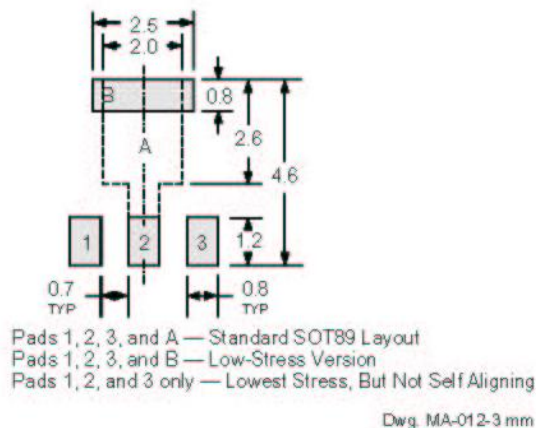 2.5
2.0
B
0.8
A
2.6
4.6
1 2 3
1.2
0.7 TYP
0.8 TYP
Pads 1, 2, 3, and A — Standard SOT89 Layout
Pads 1, 2, 3, and B — Low-Stress Version
Pads 1, 2, and 3 only — Lowest Stress, But Not Self Aligning
Dwg. MA-012-3 mm